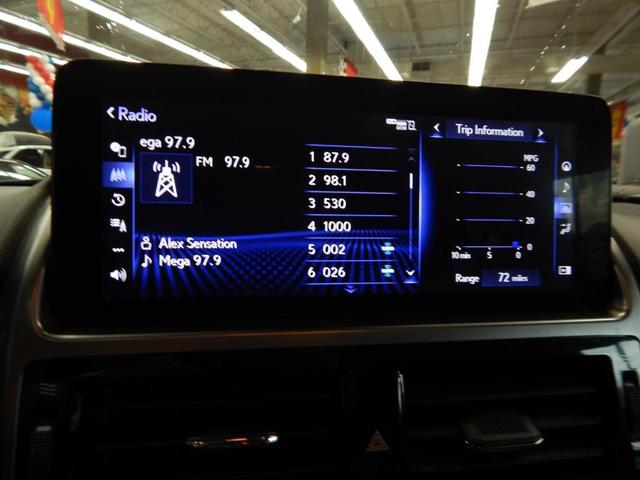 Radio
ega 97.9
FM 97.9
Alex Sensation
Mega 97.9
1 87.9
2 98.1
3 530
4 1000
5 002
6 026
Trip Information
MPG
60
40
20
0
10 min 5 0
Range 72 miles